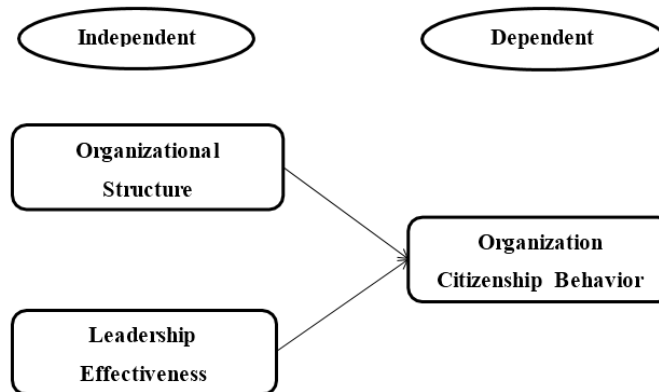 Independent
Dependent
Organizational
Structure
Organization
Citizenship Behavior
Leadership
Effectiveness